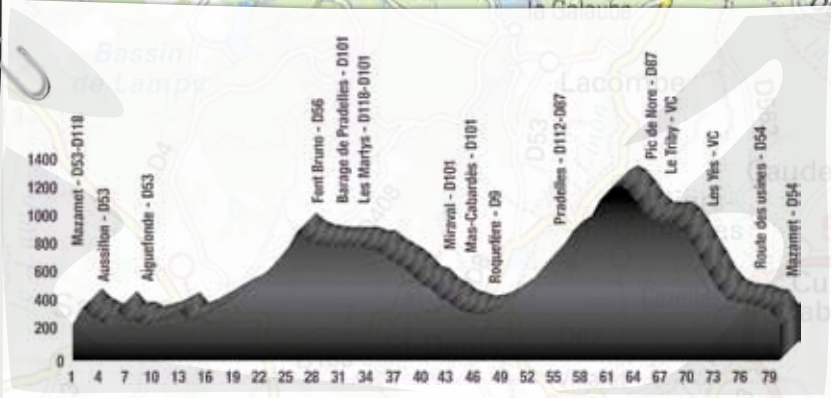 la Galaube
Bassin
de Lampy
Lacombe
D53
D4
Mazamet - D53-D118
Aussillon - D53
Aiguefonde - D53
Font Bruno - D56
Barage de Pradelles - D101
Les Martys - D118-D101
Miraval - D101
Mas-Cabardès - D101
Roquefère - D9
Pradelles - D112-D87
Pic de Nore - D87
Le Triby - VC
Les Yés - VC
Route des usines - D54
Mazamet - D54
1400
1200
1000
800
600
400
200
0
1 4 7 10 13 16 19 22 25 28 31 34 37 40 43 46 49 52 55 58 61 64 67 70 73 76 79